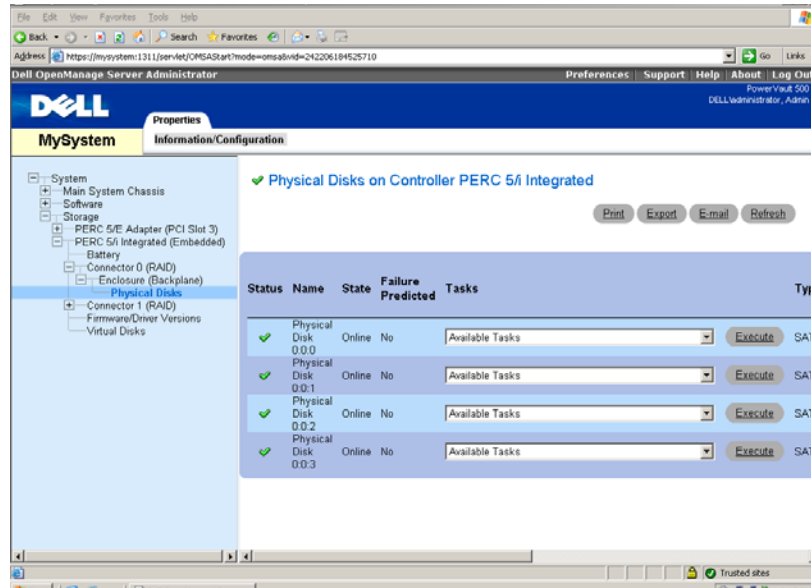 File Edit View Favorites Tools Help
Back Search Favorites
Address https://mysystem:1311/servlet/OMSAStart?mode=omsa&vid=242206184525710 Go Links
Dell OpenManage Server Administrator Preferences Support Help About Log Out
PowerVault 500
DELL\administrator, Admin
DELL
Properties
MySystem Information/Configuration
System
Main System Chassis
Software
Storage
PERC 5/E Adapter (PCI Slot 3)
PERC 5/i Integrated (Embedded)
Battery
Connector 0 (RAID)
Enclosure (Backplane)
Physical Disks
Connector 1 (RAID)
Firmware/Driver Versions
Virtual Disks
Physical Disks on Controller PERC 5/i Integrated
Print Export E-mail Refresh
Status Name State Failure Predicted Tasks Typ
Physical Disk 0:0:0 Online No Available Tasks Execute SAT
Physical Disk 0:0:1 Online No Available Tasks Execute SAT
Physical Disk 0:0:2 Online No Available Tasks Execute SAT
Physical Disk 0:0:3 Online No Available Tasks Execute SAT
Trusted sites